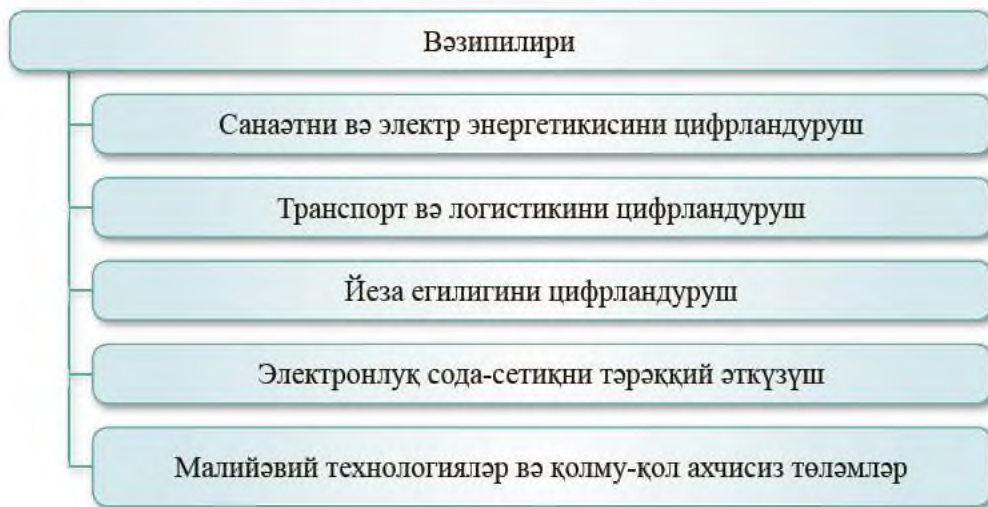 Вәзипилири
Санаәтни вә электр энергетикисини цифрландуруш
Транспорт вә логистикини цифрландуруш
Йеза егилигини цифрландуруш
Электронлуқ сода-сетиқни тәрәққий әткүзүш
Малийәвий технологияләр вә қолму-қол ахчисиз төләмләр